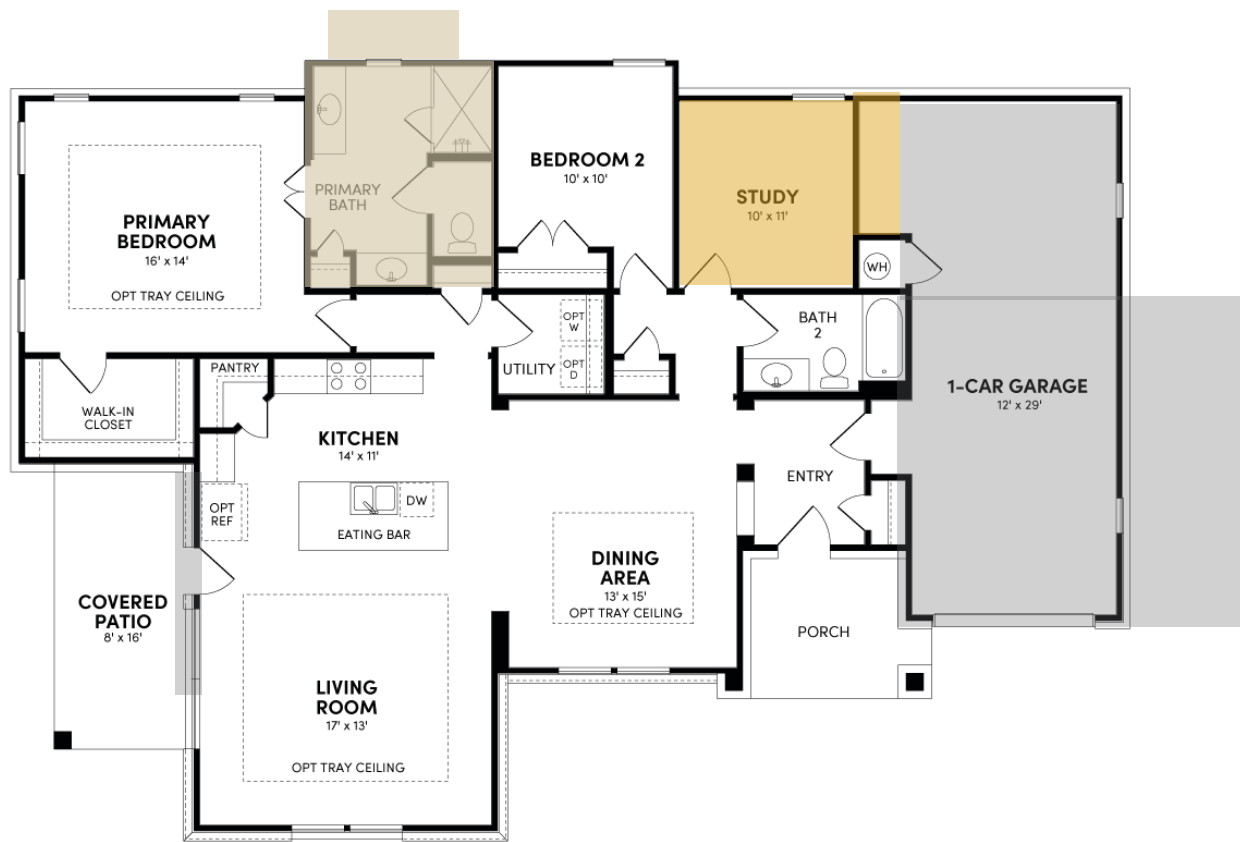 PRIMARY
BATH
BEDROOM 2
10' x 10'
STUDY
10' x 11'
PRIMARY
BEDROOM
16' x 14'
OPT TRAY CEILING
WH
OPT
W
BATH
2
UTILITY
OPT
D
PANTRY
1-CAR GARAGE
12' x 29'
WALK-IN
CLOSET
KITCHEN
14' x 11'
ENTRY
OPT
REF
DW
EATING BAR
DINING
AREA
13' x 15'
OPT TRAY CEILING
COVERED
PATIO
8' x 16'
PORCH
LIVING
ROOM
17' x 13'
OPT TRAY CEILING